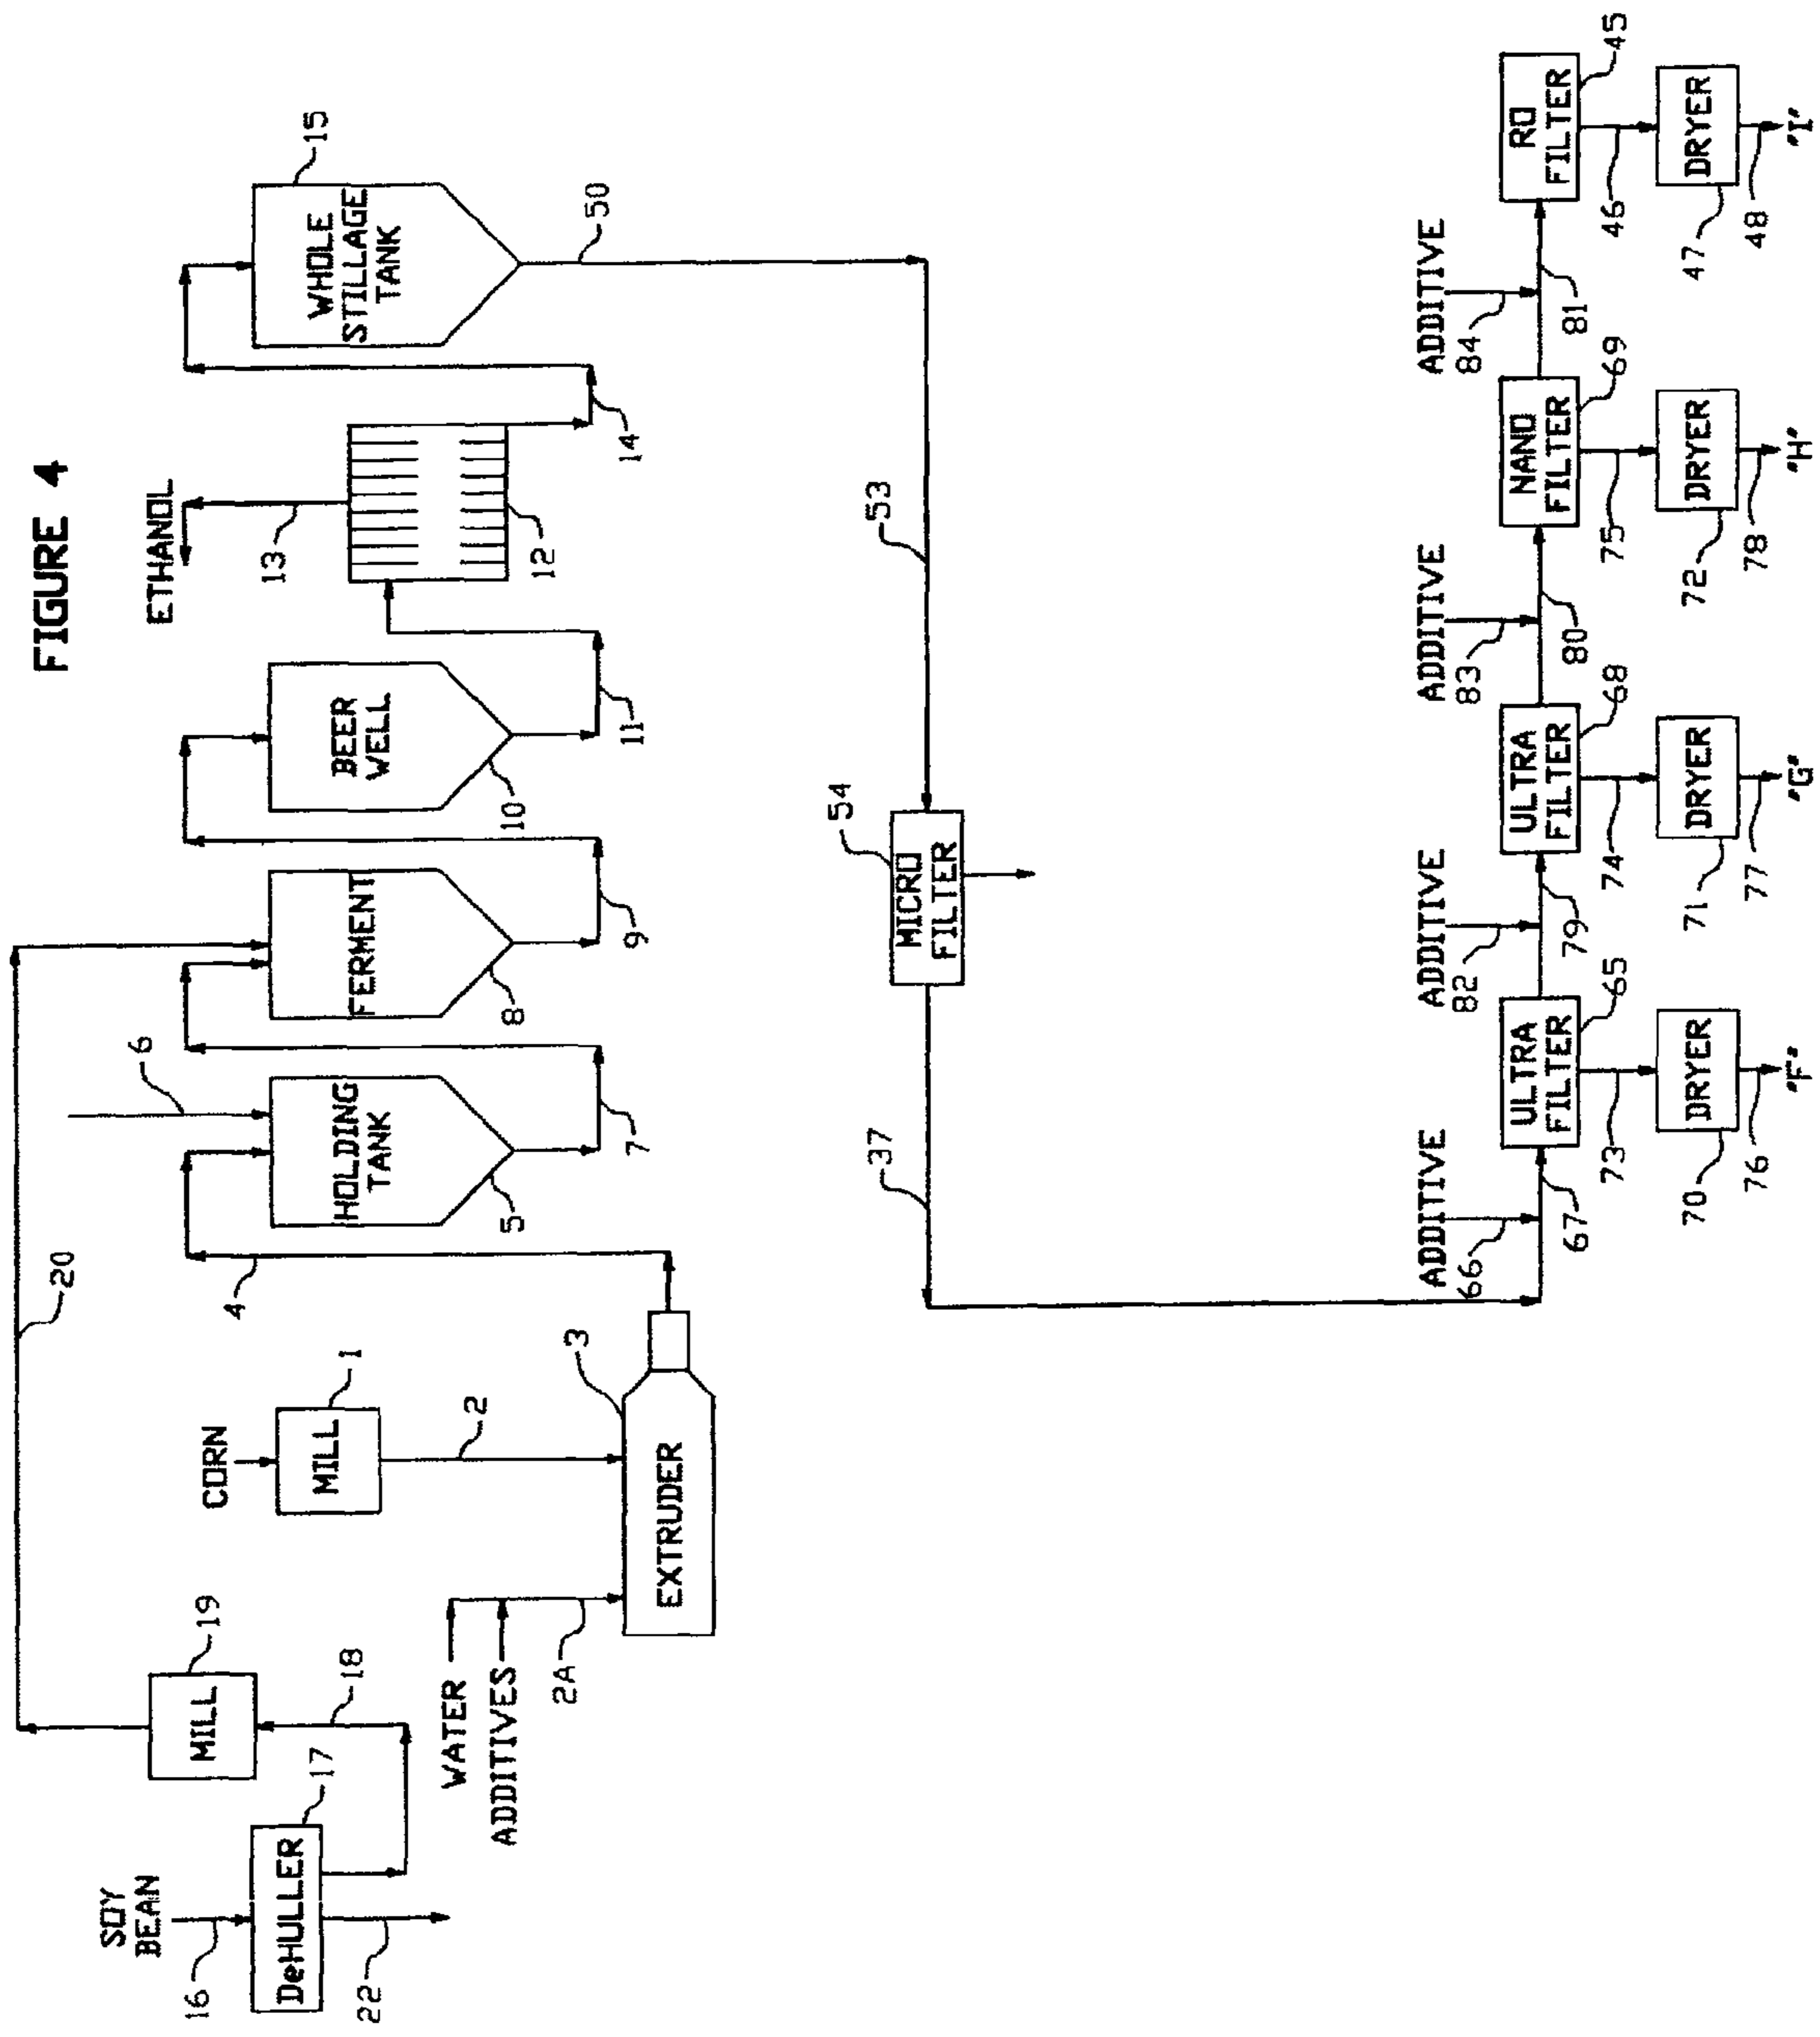 FIGURE 4
SOY
BEAN
16
DeHULLER
17
22
18
MILL
19
20
CORN
MILL
1
2
WATER
ADDITIVES
2A
EXTRUDER
3
4
6
HOLDING
TANK
5
7
FERMENT
8
9
BEER
WELL
10
11
ETHANOL
13
12
14
WHOLE
STILLAGE
TANK
15
50
53
MICRO
FILTER
54
37
ADDITIVE
66
67
ULTRA
FILTER
65
73
DRYER
70
76
"F"
ADDITIVE
82
79
ULTRA
FILTER
68
74
DRYER
71
77
"G"
ADDITIVE
83
80
NANO
FILTER
69
75
DRYER
72
78
"H"
ADDITIVE
84
81
RO
FILTER
45
46
DRYER
47
48
"I"